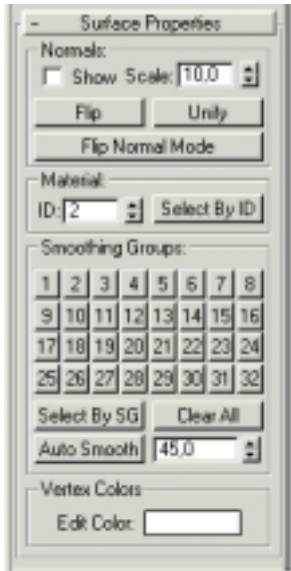 - Surface Properties
Normals:
Show Scale: 10,0
Flip Unify
Flip Normal Mode
Material:
ID: 2 Select By ID
Smoothing Groups:
1 2 3 4 5 6 7 8
9 10 11 12 13 14 15 16
17 18 19 20 21 22 23 24
25 26 27 28 29 30 31 32
Select By SG Clear All
Auto Smooth 45,0
Vertex Colors
Edit Color: